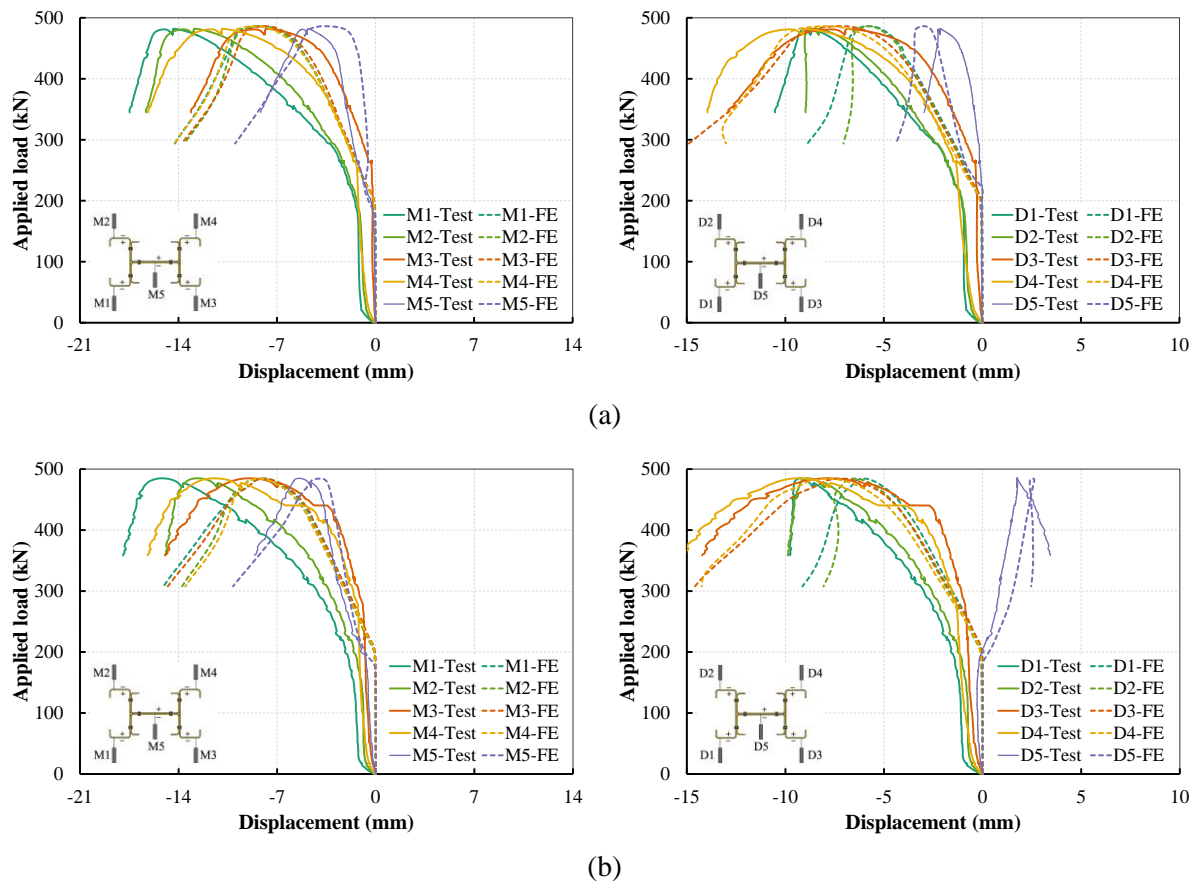 500
400
300
200
100
0
Applied load (kN)
M2
M4
M5
M1
M3
+
−
M1-Test M1-FE
M2-Test M2-FE
M3-Test M3-FE
M4-Test M4-FE
M5-Test M5-FE
-21 -14 -7 0 7 14
Displacement (mm)
500
400
300
200
100
0
Applied load (kN)
D2
D4
D5
D1
D3
+
−
D1-Test D1-FE
D2-Test D2-FE
D3-Test D3-FE
D4-Test D4-FE
D5-Test D5-FE
-15 -10 -5 0 5 10
Displacement (mm)
(a)
500
400
300
200
100
0
Applied load (kN)
M2
M4
M5
M1
M3
+
−
M1-Test M1-FE
M2-Test M2-FE
M3-Test M3-FE
M4-Test M4-FE
M5-Test M5-FE
-21 -14 -7 0 7 14
Displacement (mm)
500
400
300
200
100
0
Applied load (kN)
D2
D4
D5
D1
D3
+
−
D1-Test D1-FE
D2-Test D2-FE
D3-Test D3-FE
D4-Test D4-FE
D5-Test D5-FE
-15 -10 -5 0 5 10
Displacement (mm)
(b)